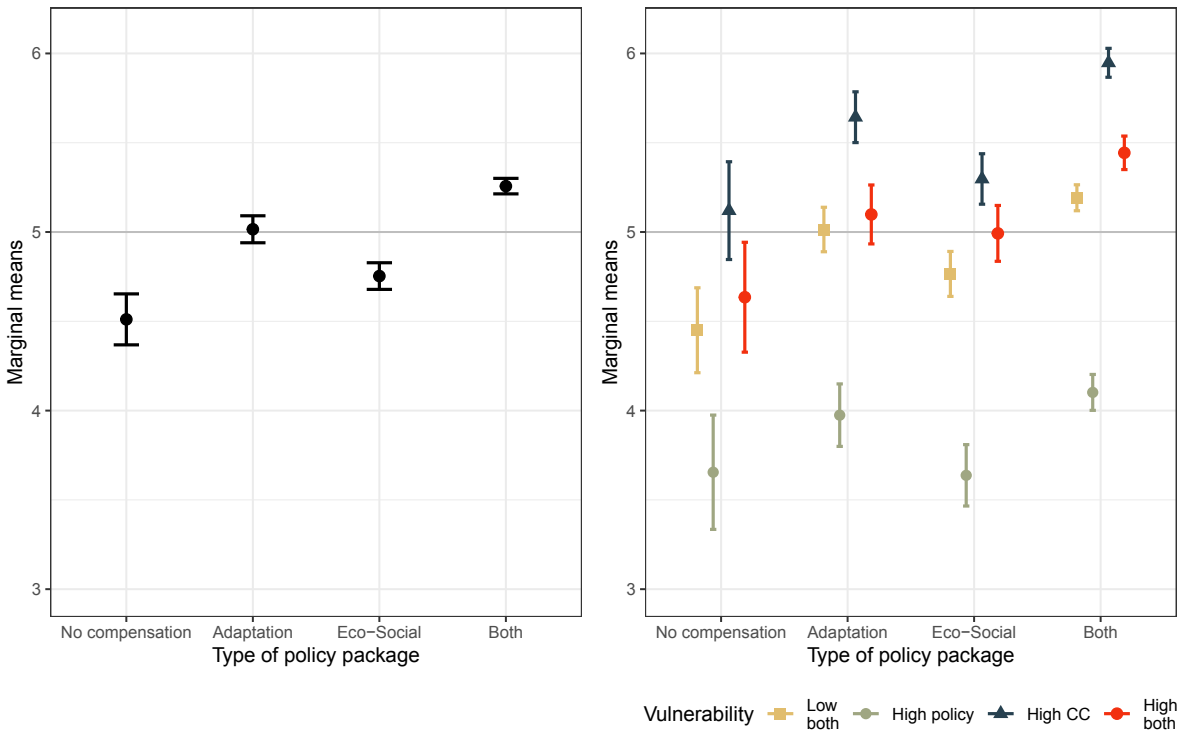 Marginal means
6
5
4
3
No compensation
Adaptation
Eco−Social
Both
Type of policy package
Marginal means
6
5
4
3
No compensation
Adaptation
Eco−Social
Both
Type of policy package
Vulnerability
Low
both
High policy
High CC
High
both